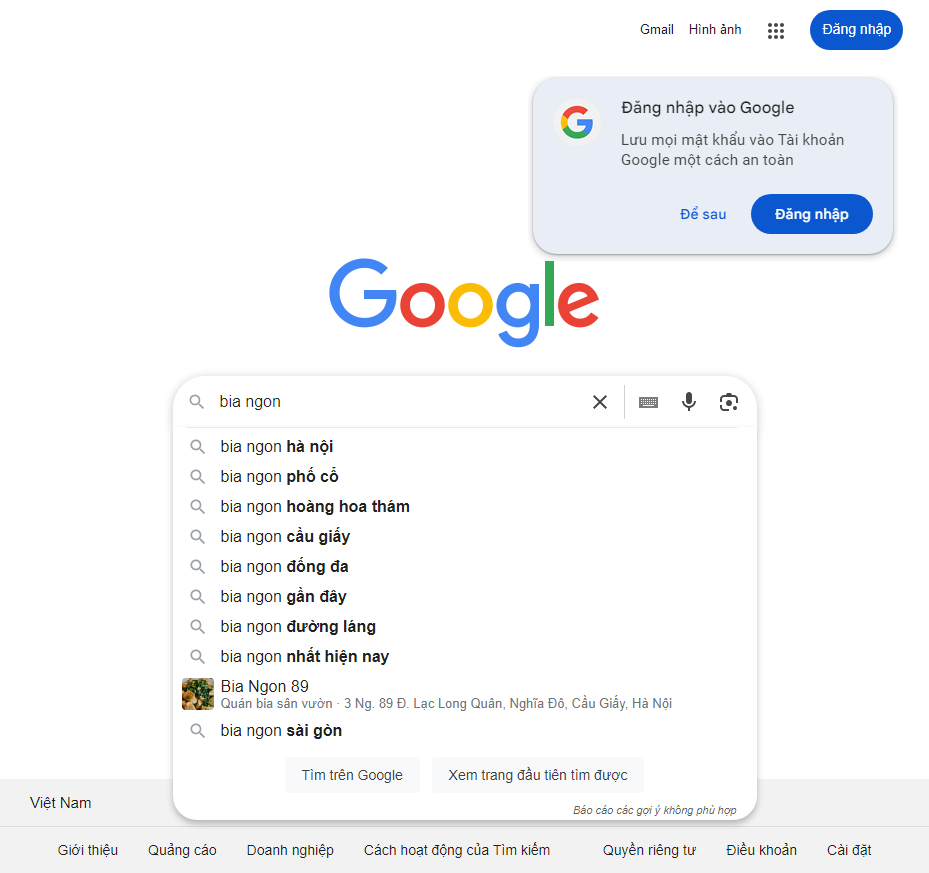 Gmail Hình ảnh Đăng nhập
Đăng nhập vào Google
Lưu mọi mật khẩu vào Tài khoản
Google một cách an toàn
Để sau Đăng nhập
Google
bia ngon
bia ngon hà nội
bia ngon phố cổ
bia ngon hoàng hoa thám
bia ngon cầu giấy
bia ngon đống đa
bia ngon gần đây
bia ngon đường láng
bia ngon nhất hiện nay
Bia Ngon 89
Quán bia sân vườn · 3 Ng. 89 Đ. Lạc Long Quân, Nghĩa Đô, Cầu Giấy, Hà Nội
bia ngon sài gòn
Tìm trên Google Xem trang đầu tiên tìm được
Báo cáo các gợi ý không phù hợp
Việt Nam
Giới thiệu Quảng cáo Doanh nghiệp Cách hoạt động của Tìm kiếm Quyền riêng tư Điều khoản Cài đặt